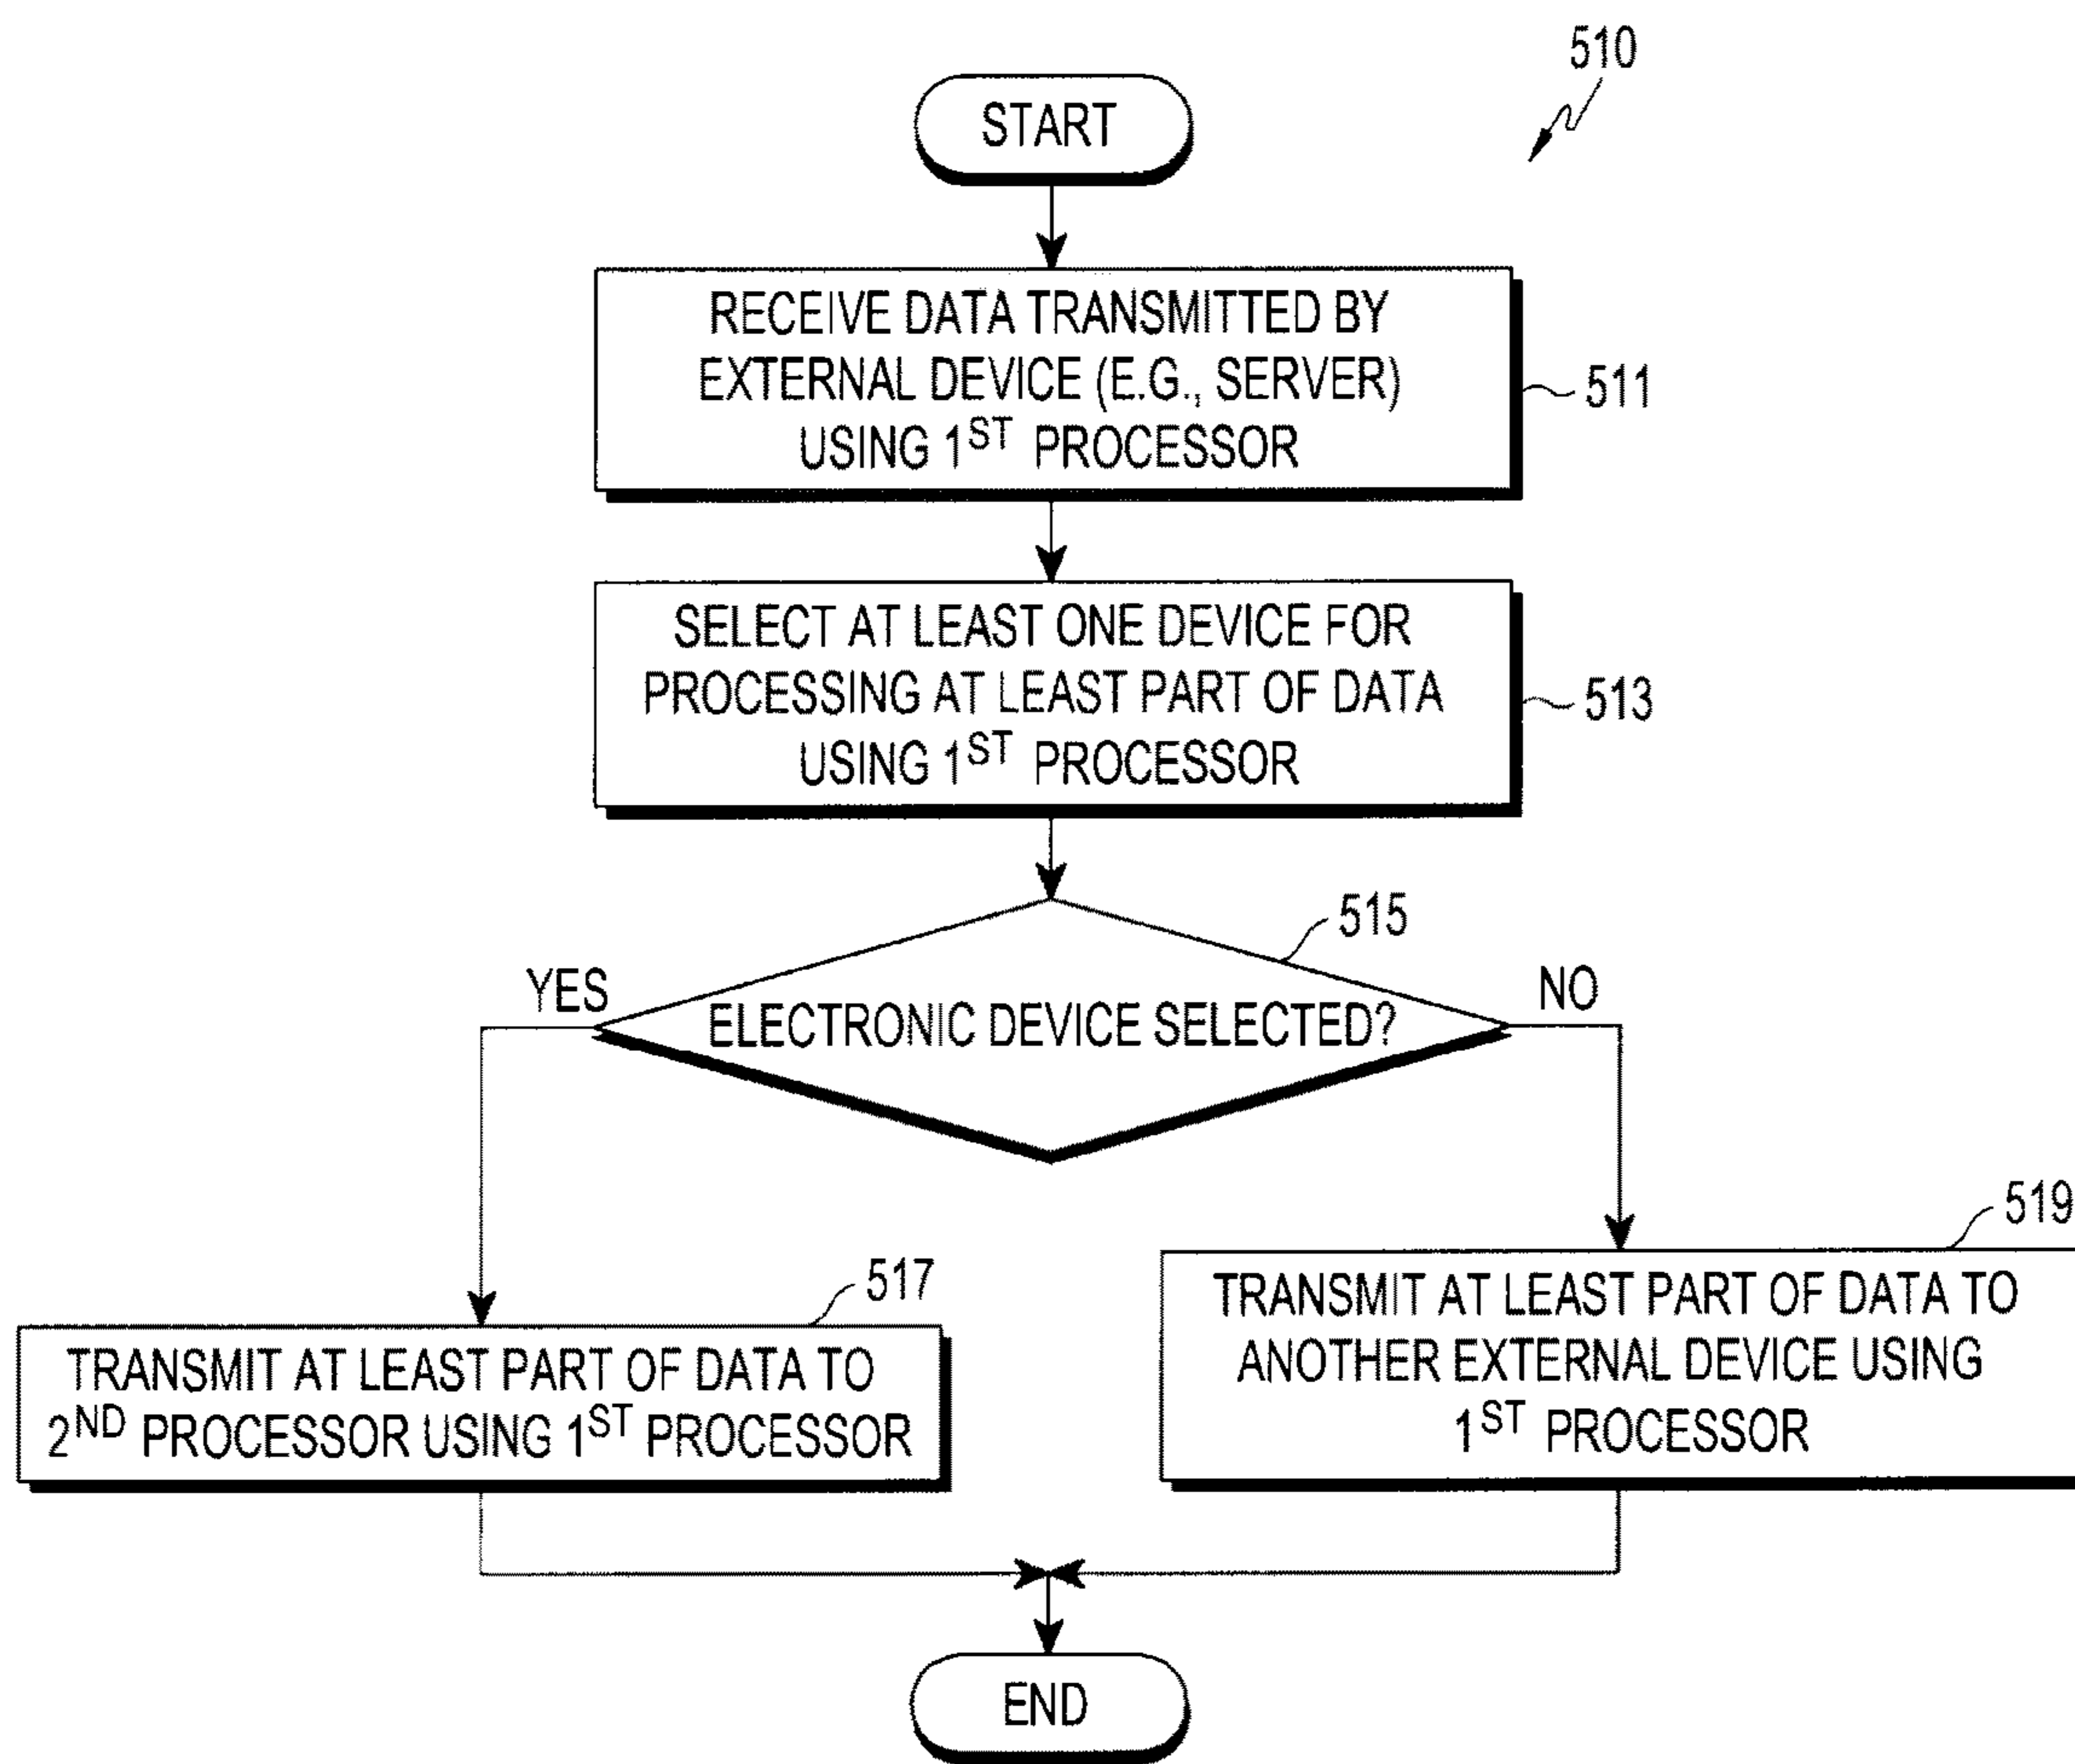 510
START
RECEIVE DATA TRANSMITTED BY
EXTERNAL DEVICE (E.G., SERVER)
USING 1ST PROCESSOR
511
SELECT AT LEAST ONE DEVICE FOR
PROCESSING AT LEAST PART OF DATA
USING 1ST PROCESSOR
513
515
YES
ELECTRONIC DEVICE SELECTED?
NO
517
TRANSMIT AT LEAST PART OF DATA TO
2ND PROCESSOR USING 1ST PROCESSOR
519
TRANSMIT AT LEAST PART OF DATA TO
ANOTHER EXTERNAL DEVICE USING
1ST PROCESSOR
END